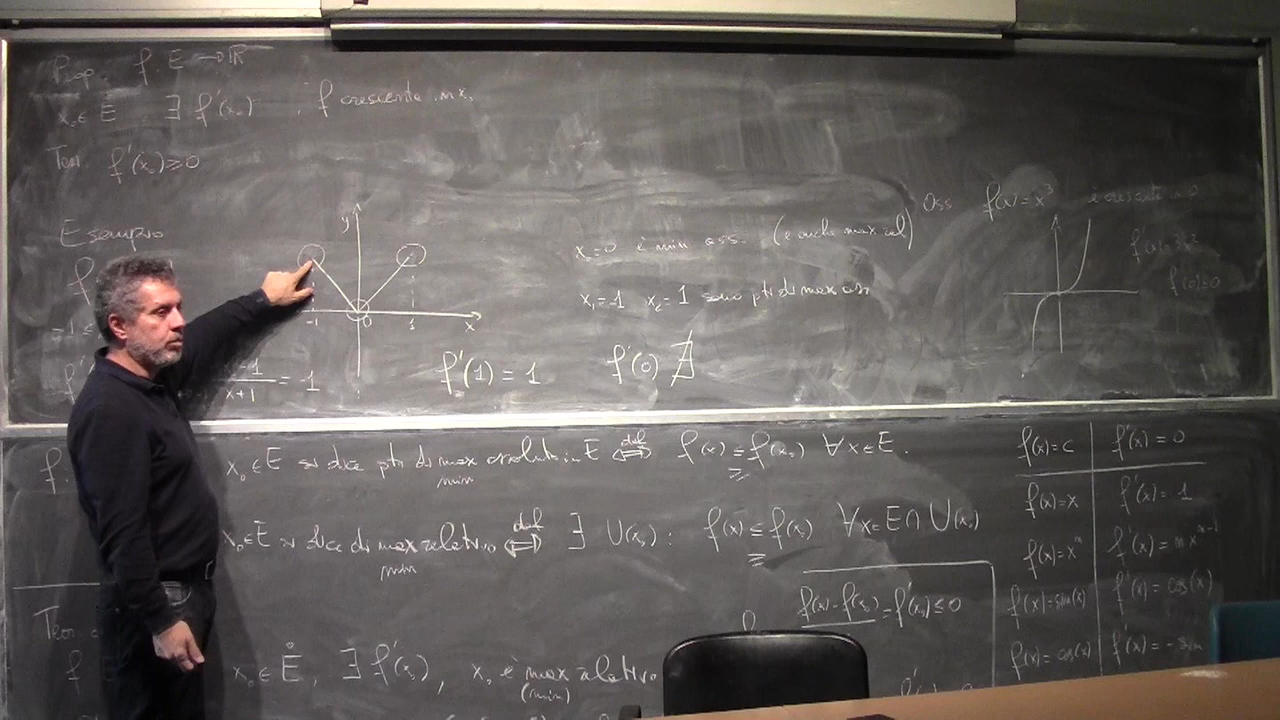 Prop. f: E → ℝ
x₀ ∈ E̊ ∃ f'(x₀), f crescente in x₀
Tesi f'(x₀) ≥ 0
Esempio
f
-1 ≤
f'
-1
x+1
= -1
y
-1 0 1 x
f'(1) = 1 f'(0) ∄
x₀=0 è min ass. (e anche max rel)
x₁=-1 x₂=1 sono pti di max ass
Oss f(x)=x³ è crescente in 0
f'(x)=3x²
f'(0)=0
f
x₀ ∈ E si dice pto di max assoluto in E ⇔ def f(x) ≤ f(x₀) ∀ x ∈ E.
min ≥
x₀ ∈ E si dice di max relativo ⇔ def ∃ U(x₀): f(x) ≤ f(x₀) ∀ x ∈ E ∩ U(x₀)
min ≥
Teor.
f E
x₀ ∈ E̊, ∃ f'(x₀), x₀ è max relativo
(min)
f(x)-f(x₀) = f'(x₀) ≤ 0
f(x)=c f'(x)=0
f(x)=x f'(x)=1
f(x)=xⁿ f'(x)=n xⁿ⁻¹
f(x)=sin(x) f'(x)=cos(x)
f(x)=cos(x) f'(x)=-sin